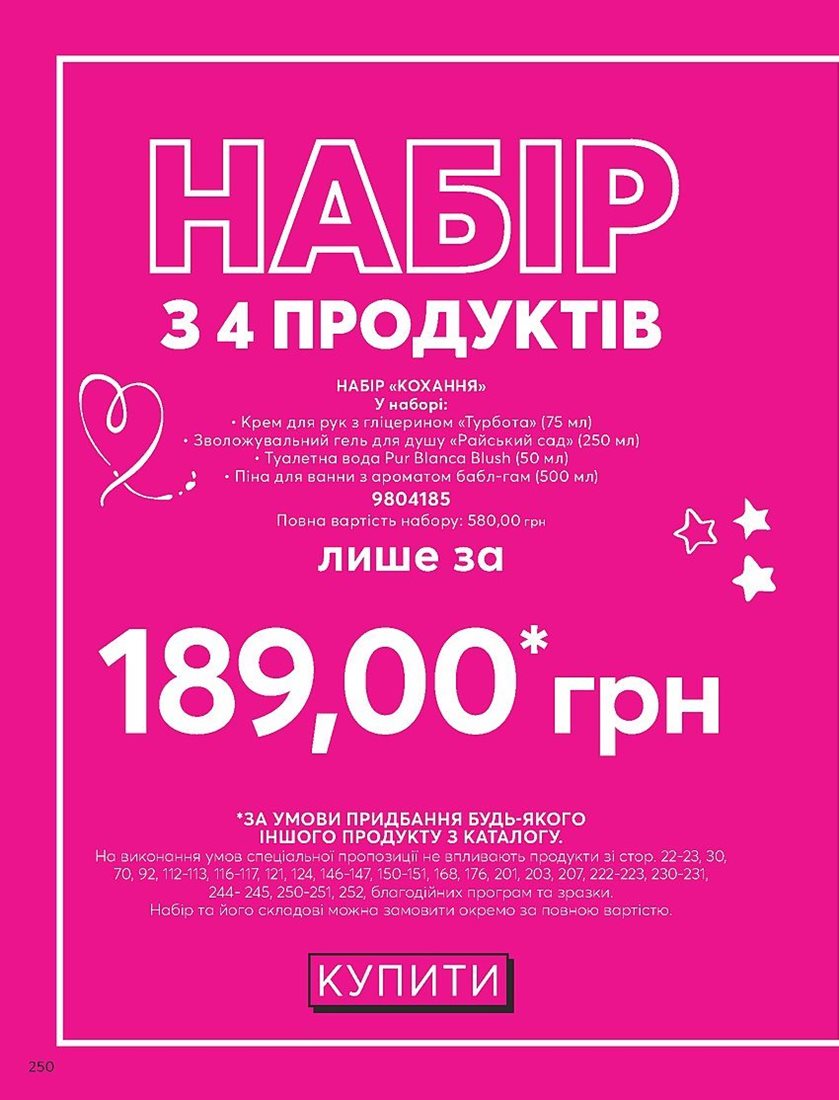 НАБІР
З 4 ПРОДУКТІВ
НАБІР «КОХАННЯ»
У наборі:
• Крем для рук з гліцерином «Турбота» (75 мл)
• Зволожувальний гель для душу «Райський сад» (250 мл)
• Туалетна вода Pur Blanca Blush (50 мл)
• Піна для ванни з ароматом бабл-гам (500 мл)
9804185
Повна вартість набору: 580,00 грн
лише за
189,00* грн
*ЗА УМОВИ ПРИДБАННЯ БУДЬ-ЯКОГО
ІНШОГО ПРОДУКТУ З КАТАЛОГУ.
На виконання умов спеціальної пропозиції не впливають продукти зі стор. 22-23, 30,
70, 92, 112-113, 116-117, 121, 124, 146-147, 150-151, 168, 176, 201, 203, 207, 222-223, 230-231,
244- 245, 250-251, 252, благодійних програм та зразки.
Набір та його складові можна замовити окремо за повною вартістю.
КУПИТИ
250